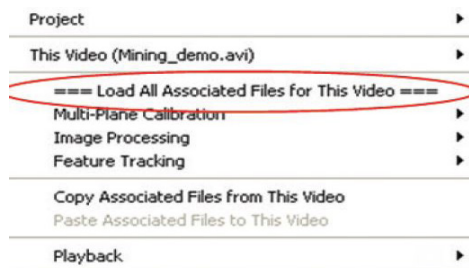 Project
This Video (Mining_demo.avi)
=== Load All Associated Files for This Video ===
Multi-Plane Calibration
Image Processing
Feature Tracking
Copy Associated Files from This Video
Paste Associated Files to This Video
Playback